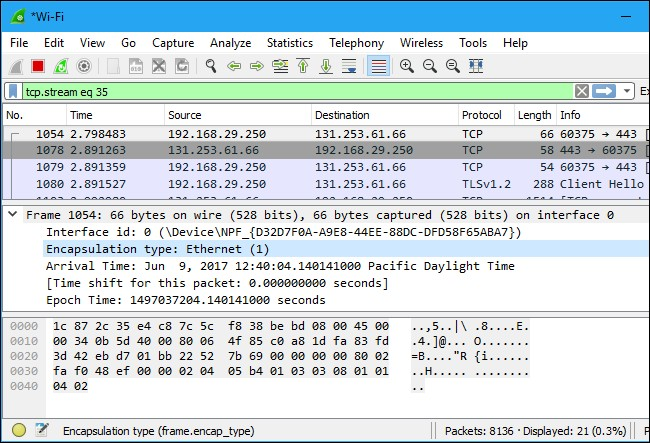 *Wi-Fi
File Edit View Go Capture Analyze Statistics Telephony Wireless Tools Help
tcp.stream eq 35
No. Time Source Destination Protocol Length Info
1054 2.798483 192.168.29.250 131.253.61.66 TCP 66 60375 → 443 [
1078 2.891263 131.253.61.66 192.168.29.250 TCP 58 443 → 60375
1079 2.891359 192.168.29.250 131.253.61.66 TCP 54 60375 → 443 [
1080 2.891527 192.168.29.250 131.253.61.66 TLSv1.2 288 Client Hello
Frame 1054: 66 bytes on wire (528 bits), 66 bytes captured (528 bits) on interface 0
Interface id: 0 (\Device\NPF_{D32D7F0A-A9E8-44EE-88DC-DFD58F65ABA7})
Encapsulation type: Ethernet (1)
Arrival Time: Jun  9, 2017 12:40:04.140141000 Pacific Daylight Time
[Time shift for this packet: 0.000000000 seconds]
Epoch Time: 1497037204.140141000 seconds
0000 1c 87 2c 35 e4 c8 7c 5c f8 38 be bd 08 00 45 00 ..,5..|\ .8....E.
0010 00 34 0b 5d 40 00 80 06 4f 85 c0 a8 1d fa 83 fd .4.]@... O.......
0020 3d 42 eb d7 01 bb 22 52 7b 69 00 00 00 00 80 02 =B...."R {i......
0030 fa f0 48 ef 00 00 02 04 05 b4 01 03 03 08 01 01 ..H..... ........
0040 04 02 ..
Encapsulation type (frame.encap_type) Packets: 8136 · Displayed: 21 (0.3%)